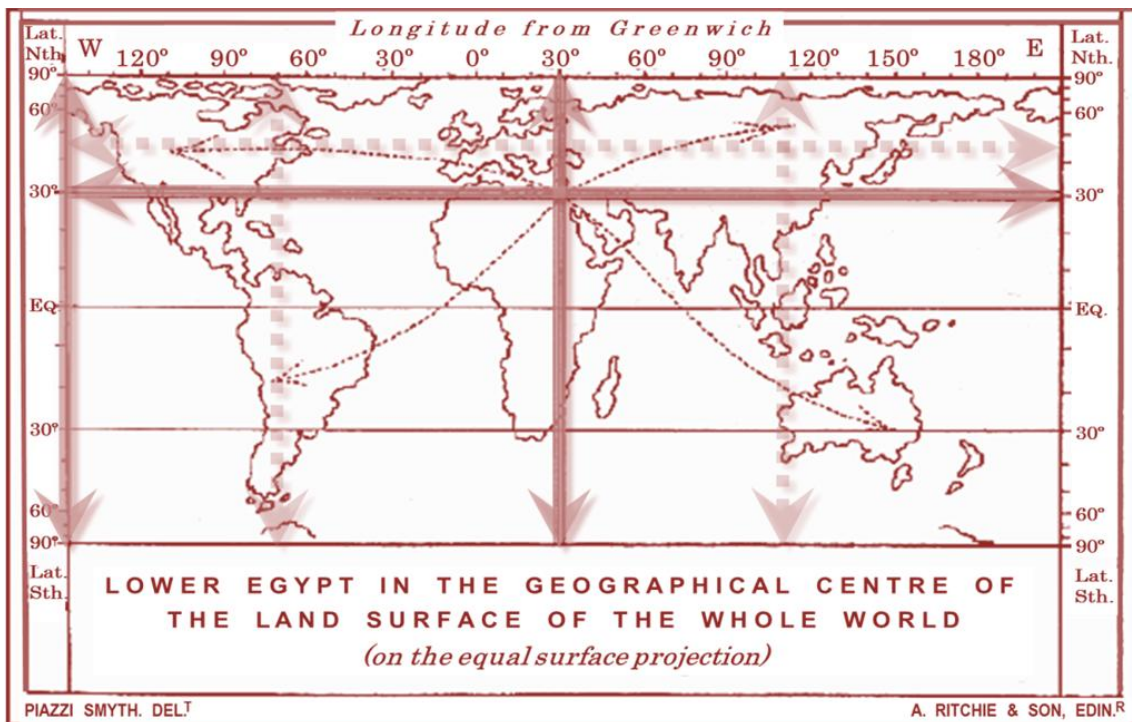 Longitude from Greenwich
Lat. Nth. W 120° 90° 60° 30° 0° 30° 60° 90° 120° 150° 180° E Lat. Nth.
90° 90°
60° 60°
30° 30°
EQ. EQ.
30° 30°
60° 60°
90° 90°
Lat. Sth. Lat. Sth.
LOWER EGYPT IN THE GEOGRAPHICAL CENTRE OF
THE LAND SURFACE OF THE WHOLE WORLD
(on the equal surface projection)
PIAZZI SMYTH. DEL.ᵀ A. RITCHIE & SON, EDIN.ᴿ